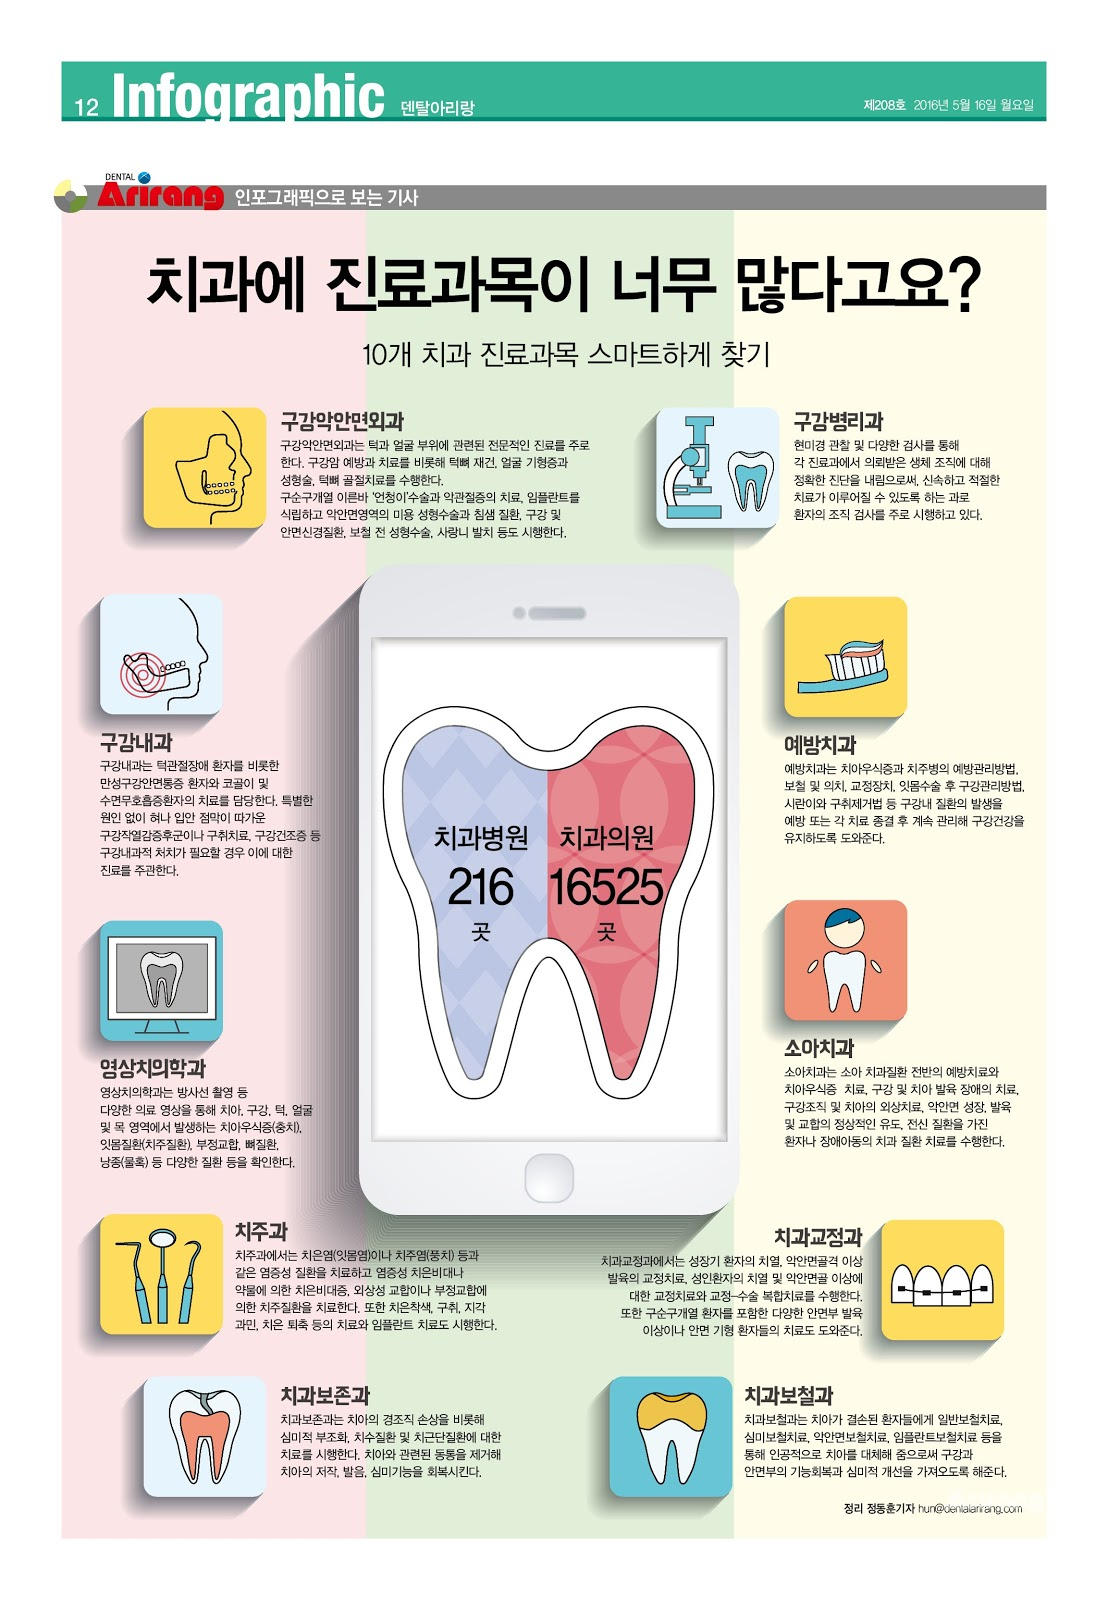 12 Infographic 덴탈아리랑
제208호 2016년 5월 16일 월요일
DENTAL
Arirang 인포그래픽으로 보는 기사
치과에 진료과목이 너무 많다고요?
10개 치과 진료과목 스마트하게 찾기
구강악안면외과
구강악안면외과는 턱과 얼굴 부위에 관련된 전문적인 진료를 주로
한다. 구강암 예방과 치료를 비롯해 턱뼈 재건, 얼굴 기형증과
성형술, 턱뼈 골절치료를 수행한다.
구순구개열 이른바 '언청이'수술과 악관절증의 치료, 임플란트를
식립하고 악안면영역의 미용 성형수술과 침샘 질환, 구강 및
안면신경질환, 보철 전 성형수술, 사랑니 발치 등도 시행한다.
구강병리과
현미경 관찰 및 다양한 검사를 통해
각 진료과에서 의뢰받은 생체 조직에 대해
정확한 진단을 내림으로써, 신속하고 적절한
치료가 이루어질 수 있도록 하는 과로
환자의 조직 검사를 주로 시행하고 있다.
구강내과
구강내과는 턱관절장애 환자를 비롯한
만성구강안면통증 환자와 코골이 및
수면무호흡증환자의 치료를 담당한다. 특별한
원인 없이 혀나 입안 점막이 따가운
구강작열감증후군이나 구취치료, 구강건조증 등
구강내과적 처치가 필요할 경우 이에 대한
진료를 주관한다.
예방치과
예방치과는 치아우식증과 치주병의 예방관리방법,
보철 및 의치, 교정장치, 잇몸수술 후 구강관리방법,
시란이와 구취제거법 등 구강내 질환의 발생을
예방 또는 각 치료 종결 후 계속 관리해 구강건강을
유지하도록 도와준다.
치과병원
216
곳
치과의원
16525
곳
영상치의학과
영상치의학과는 방사선 촬영 등
다양한 의료 영상을 통해 치아, 구강, 턱, 얼굴
및 목 영역에서 발생하는 치아우식증(충치),
잇몸질환(치주질환), 부정교합, 뼈질환,
낭종(물혹) 등 다양한 질환 등을 확인한다.
소아치과
소아치과는 소아 치과질환 전반의 예방치료와
치아우식증 치료, 구강 및 치아 발육 장애의 치료,
구강조직 및 치아의 외상치료, 악안면 성장, 발육
및 교합의 정상적인 유도, 전신 질환을 가진
환자나 장애아동의 치과 질환 치료를 수행한다.
치주과
치주과에서는 치은염(잇몸염)이나 치주염(풍치) 등과
같은 염증성 질환을 치료하고 염증성 치은비대나
약물에 의한 치은비대증, 외상성 교합이나 부정교합에
의한 치주질환을 치료한다. 또한 치은착색, 구취, 지각
과민, 치은 퇴축 등의 치료와 임플란트 치료도 시행한다.
치과교정과
치과교정과에서는 성장기 환자의 치열, 악안면골격 이상
발육의 교정치료, 성인환자의 치열 및 악안면골 이상에
대한 교정치료와 교정-수술 복합치료를 수행한다.
또한 구순구개열 환자를 포함한 다양한 안면부 발육
이상이나 안면 기형 환자들의 치료도 도와준다.
치과보존과
치과보존과는 치아의 경조직 손상을 비롯해
심미적 부조화, 치수질환 및 치근단질환에 대한
치료를 시행한다. 치아와 관련된 동통을 제거해
치아의 저작, 발음, 심미기능을 회복시킨다.
치과보철과
치과보철과는 치아가 결손된 환자들에게 일반보철치료,
심미보철치료, 악안면보철치료, 임플란트보철치료 등을
통해 인공적으로 치아를 대체해 줌으로써 구강과
안면부의 기능회복과 심미적 개선을 가져오도록 해준다.
정리 정동훈기자 hun@dentalarirang.com